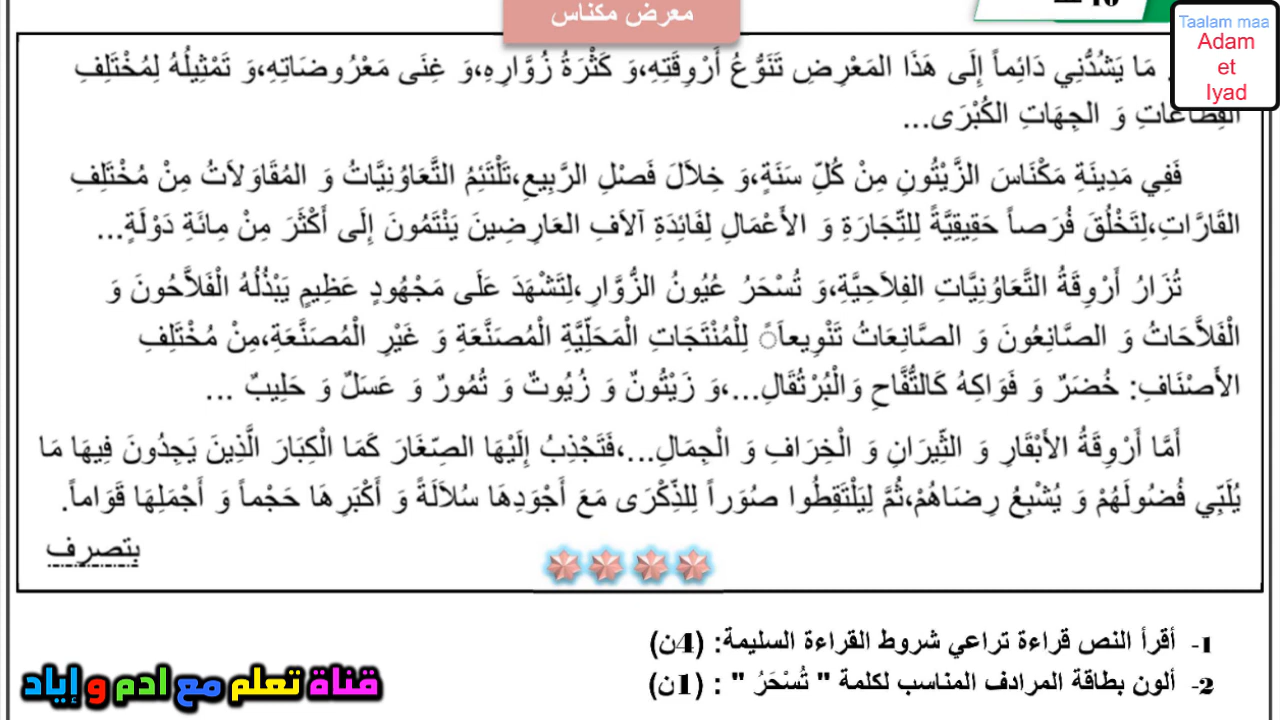 معرض مكناس
Taalam maa
Adam
et
Iyad
مَا يَشُدُّنِي دَائِماً إِلَى هَذَا المَعْرِضِ تَنَوُّعُ أَرْوِقَتِهِ،وَ كَثْرَةُ زُوَّارِهِ،وَ غِنَى مَعْرُوضَاتِهِ،وَ تَمْثِيلُهُ لِمُخْتَلِفِ
القِطَاعَاتِ وَ الجِهَاتِ الكُبْرَى...
فَفِي مَدِينَةِ مَكْنَاسَ الزَّيْتُونِ مِنْ كُلِّ سَنَةٍ،وَ خِلاَلَ فَصْلِ الرَّبِيعِ،تَلْتَئِمُ التَّعَاوُنِيَّاتُ وَ المُقَاوَلاَتُ مِنْ مُخْتَلِفِ
القَارَّاتِ،لِتَخْلُقَ فُرَصاً حَقِيقِيَّةً لِلتِّجَارَةِ وَ الأَعْمَالِ لِفَائِدَةِ آلاَفِ العَارِضِينَ يَنْتَمُونَ إِلَى أَكْثَرَ مِنْ مِائَةِ دَوْلَةٍ...
تُزَارُ أَرْوِقَةُ التَّعَاوُنِيَّاتِ الفِلاَحِيَّةِ،وَ تُسْحَرُ عُيُونُ الزُّوَّارِ،لِتَشْهَدَ عَلَى مَجْهُودٍ عَظِيمٍ يَبْذُلُهُ الْفَلاَّحُونَ وَ
الْفَلاَّحَاتُ وَ الصَّانِعُونَ وَ الصَّانِعَاتُ تَنْوِيعاَ ً لِلْمُنْتَجَاتِ الْمَحَلِّيَّةِ الْمُصَنَّعَةِ وَ غَيْرِ الْمُصَنَّعَةِ،مِنْ مُخْتَلِفِ
الأَصْنَافِ: خُضَرٌ وَ فَوَاكِهُ كَالتُّفَّاحِ وَالْبُرْتُقَالِ...،وَ زَيْتُونٌ وَ زُيُوتٌ وَ تُمُورٌ وَ عَسَلٌ وَ حَلِيبٌ ...
أَمَّا أَرْوِقَةُ الأَبْقَارِ وَ الثِّيرَانِ وَ الْخِرَافِ وَ الْجِمَالِ...،فَتَجْذِبُ إِلَيْهَا الصِّغَارَ كَمَا الْكِبَارَ الَّذِينَ يَجِدُونَ فِيهَا مَا
يُلَبِّي فُضُولَهُمْ وَ يُشْبِعُ رِضَاهُمْ،ثُمَّ لِيَلْتَقِطُوا صُوَراً لِلذِّكْرَى مَعَ أَجْوَدِهَا سُلاَلَةً وَ أَكْبَرِهَا حَجْماً وَ أَجْمَلِهَا قَوَاماً.
بتصرف
1- أقرأ النص قراءة تراعي شروط القراءة السليمة: (4ن)
2- ألون بطاقة المرادف المناسب لكلمة " تُسْحَرُ " : (1ن)
قناة تعلم مع ادم و إياد